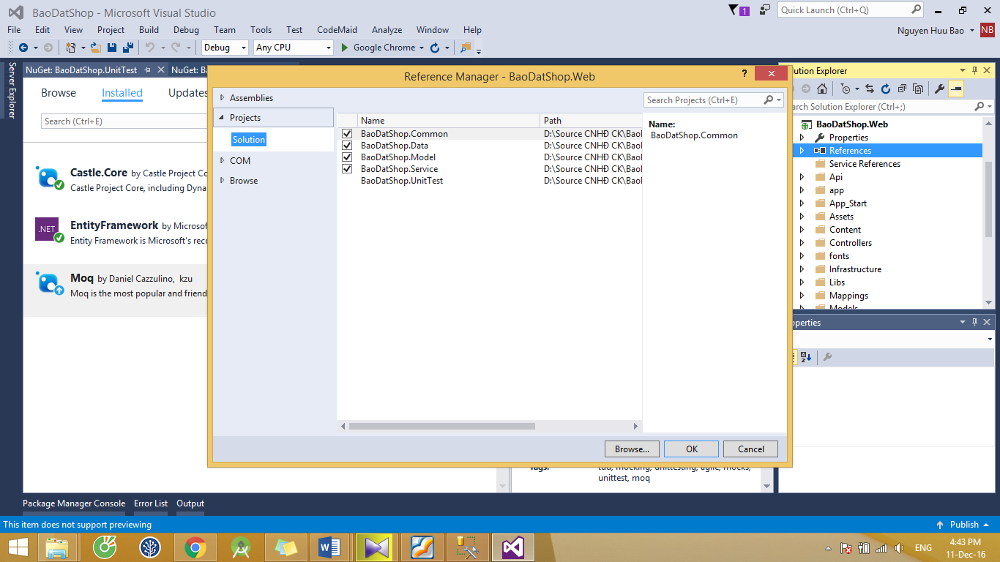 BaoDatShop - Microsoft Visual Studio
1
Quick Launch (Ctrl+Q)
File Edit View Project Build Debug Team Tools Test CodeMaid Analyze Window Help
Nguyen Huu Bao NB
Debug Any CPU Google Chrome
Server Explorer
NuGet: BaoDatShop.UnitTest
NuGet: Ba
Browse Installed Updates
Search (Ctrl+E)
Castle.Core by Castle Project Co
Castle Project Core, including Dyna
.NET
EntityFramework by Microsof
Entity Framework is Microsoft's rec
Moq by Daniel Cazzulino, kzu
Moq is the most popular and friend
Reference Manager - BaoDatShop.Web
?
Assemblies
Projects
Solution
COM
Browse
Search Projects (Ctrl+E)
Name Path
BaoDatShop.Common D:\Source CNHĐ CK\Baol
BaoDatShop.Data D:\Source CNHĐ CK\Baol
BaoDatShop.Model D:\Source CNHĐ CK\Baol
BaoDatShop.Service D:\Source CNHĐ CK\Baol
BaoDatShop.UnitTest D:\Source CNHĐ CK\Baol
Name:
BaoDatShop.Common
Browse... OK Cancel
lution Explorer
rch Solution Explorer (Ctrl+;)
BaoDatShop.Web
Properties
References
Service References
Api
app
App_Start
Assets
Content
Controllers
fonts
Infrastructure
Libs
Mappings
Models
operties
Tags: tdd, mocking, unittesting, agile, mocks,
unittest, moq
Package Manager Console Error List Output
This item does not support previewing
Publish
ENG
4:43 PM
11-Dec-16